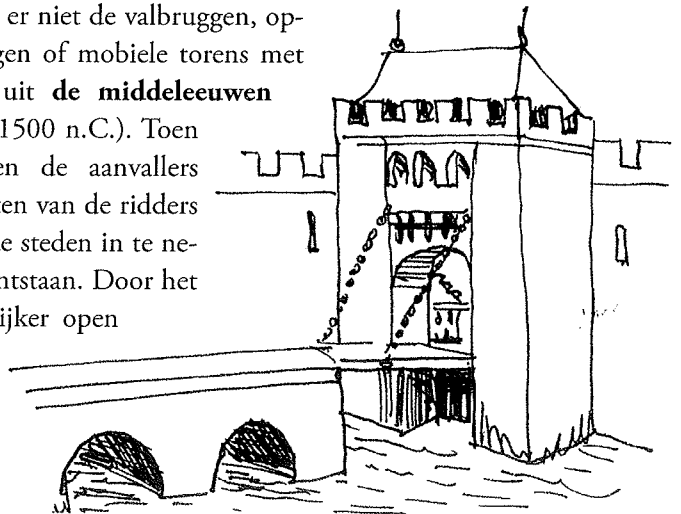 er niet de valbruggen, op-
gen of mobiele torens met
uit de middeleeuwen
1500 n.C.). Toen
en de aanvallers
ten van de ridders
e steden in te ne-
ntstaan. Door het
ijker open